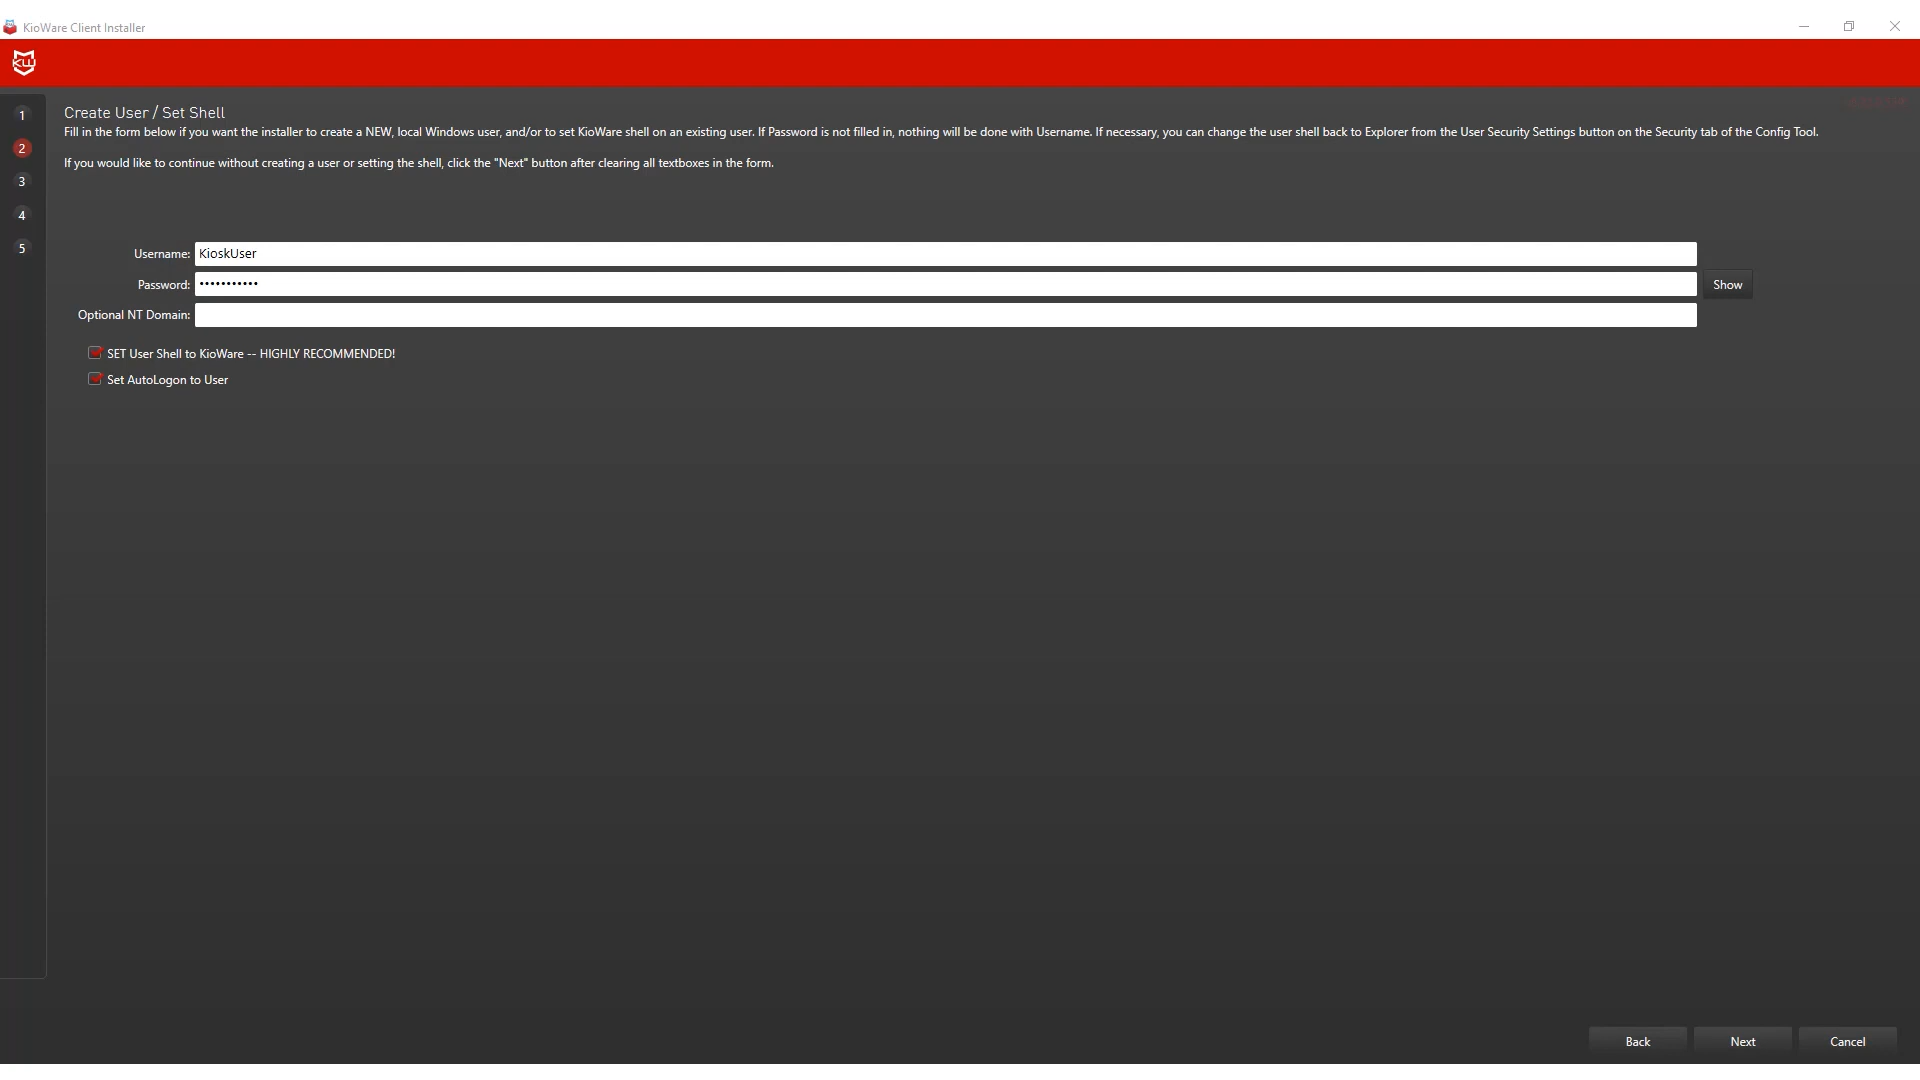 KioWare Client Installer
KW
1
2
3
4
5
Create User / Set Shell
Fill in the form below if you want the installer to create a NEW, local Windows user, and/or to set KioWare shell on an existing user. If Password is not filled in, nothing will be done with Username. If necessary, you can change the user shell back to Explorer from the User Security Settings button on the Security tab of the Config Tool.
If you would like to continue without creating a user or setting the shell, click the "Next" button after clearing all textboxes in the form.
Username: KioskUser
Password: ••••••••••• Show
Optional NT Domain:
SET User Shell to KioWare -- HIGHLY RECOMMENDED!
Set AutoLogon to User
Back Next Cancel